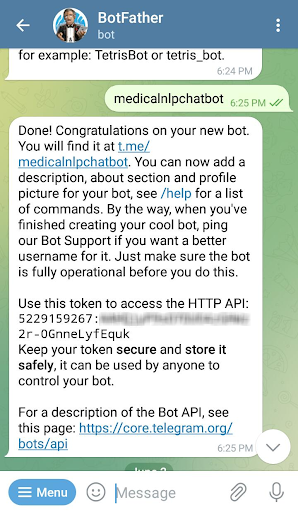 BotFather
bot
for example: TetrisBot or tetris_bot.
6:24 PM
medicalnlpchatbot 6:25 PM
Done! Congratulations on your new bot.
You will find it at t.me/
medicalnlpchatbot. You can now add a
description, about section and profile
picture for your bot, see /help for a list
of commands. By the way, when you've
finished creating your cool bot, ping
our Bot Support if you want a better
username for it. Just make sure the bot
is fully operational before you do this.
Use this token to access the HTTP API:
5229159267:
2r-OGnneLyfEquk
Keep your token secure and store it
safely, it can be used by anyone to
control your bot.
For a description of the Bot API, see
this page: https://core.telegram.org/
bots/api
6:25 PM
Menu
Message